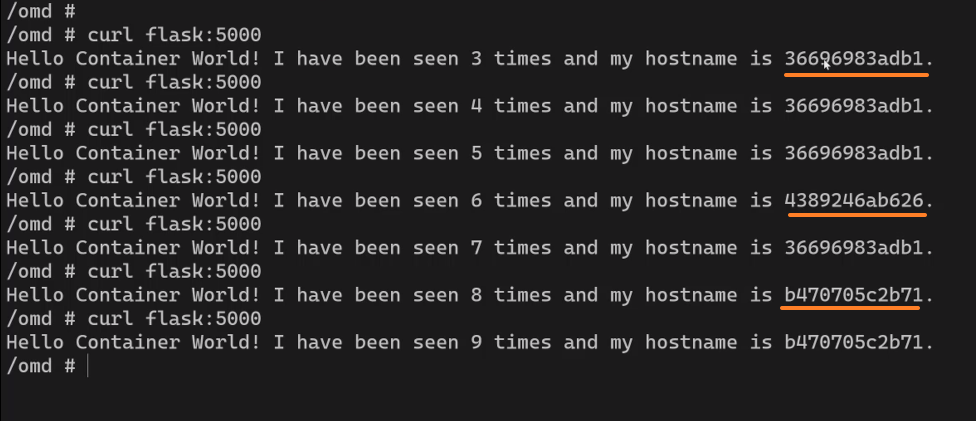 /omd #
/omd # curl flask:5000
Hello Container World! I have been seen 3 times and my hostname is 36696983adb1.
/omd # curl flask:5000
Hello Container World! I have been seen 4 times and my hostname is 36696983adb1.
/omd # curl flask:5000
Hello Container World! I have been seen 5 times and my hostname is 36696983adb1.
/omd # curl flask:5000
Hello Container World! I have been seen 6 times and my hostname is 4389246ab626.
/omd # curl flask:5000
Hello Container World! I have been seen 7 times and my hostname is 36696983adb1.
/omd # curl flask:5000
Hello Container World! I have been seen 8 times and my hostname is b470705c2b71.
/omd # curl flask:5000
Hello Container World! I have been seen 9 times and my hostname is b470705c2b71.
/omd #